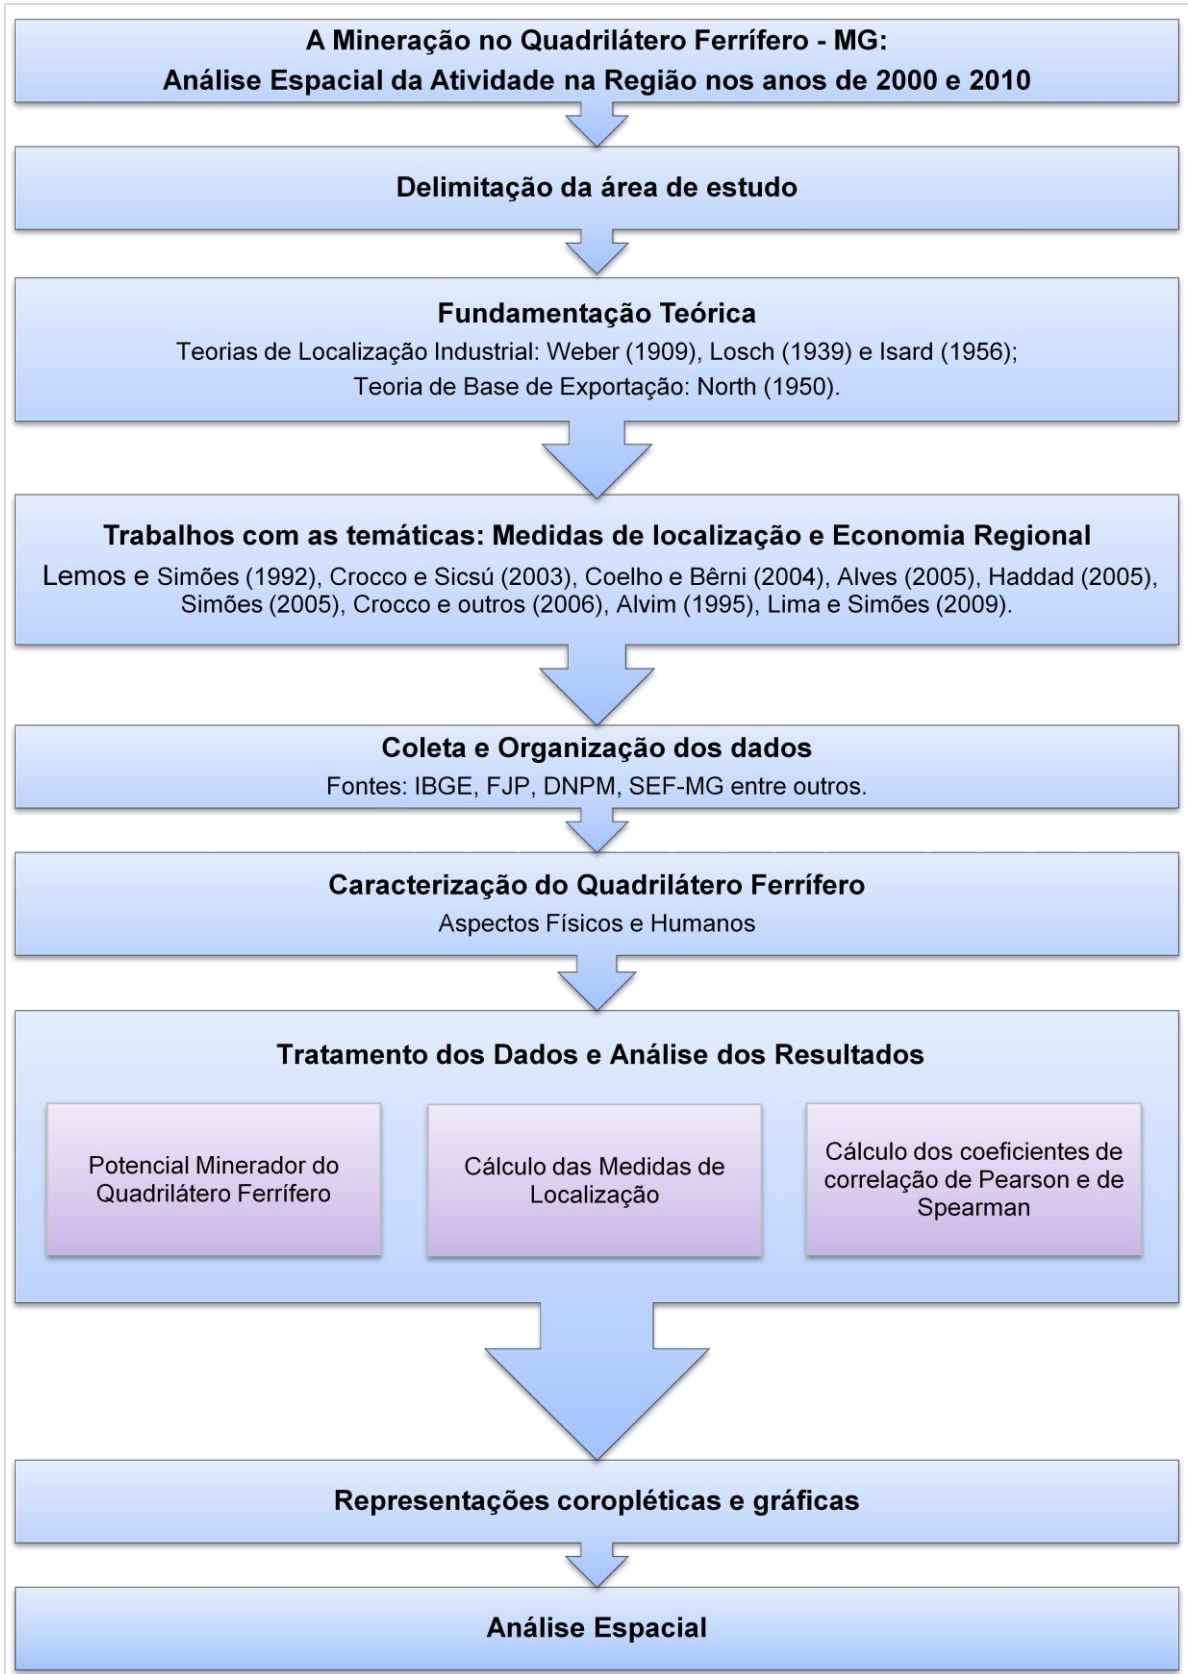 A Mineração no Quadrilátero Ferrífero - MG:
Análise Espacial da Atividade na Região nos anos de 2000 e 2010
Delimitação da área de estudo
Fundamentação Teórica
Teorias de Localização Industrial: Weber (1909), Losch (1939) e Isard (1956);
Teoria de Base de Exportação: North (1950).
Trabalhos com as temáticas: Medidas de localização e Economia Regional
Lemos e Simões (1992), Crocco e Sicsú (2003), Coelho e Bêrni (2004), Alves (2005), Haddad (2005),
Simões (2005), Crocco e outros (2006), Alvim (1995), Lima e Simões (2009).
Coleta e Organização dos dados
Fontes: IBGE, FJP, DNPM, SEF-MG entre outros.
Caracterização do Quadrilátero Ferrífero
Aspectos Físicos e Humanos
Tratamento dos Dados e Análise dos Resultados
Potencial Minerador do
Quadrilátero Ferrífero
Cálculo das Medidas de
Localização
Cálculo dos coeficientes de
correlação de Pearson e de
Spearman
Representações coropléticas e gráficas
Análise Espacial